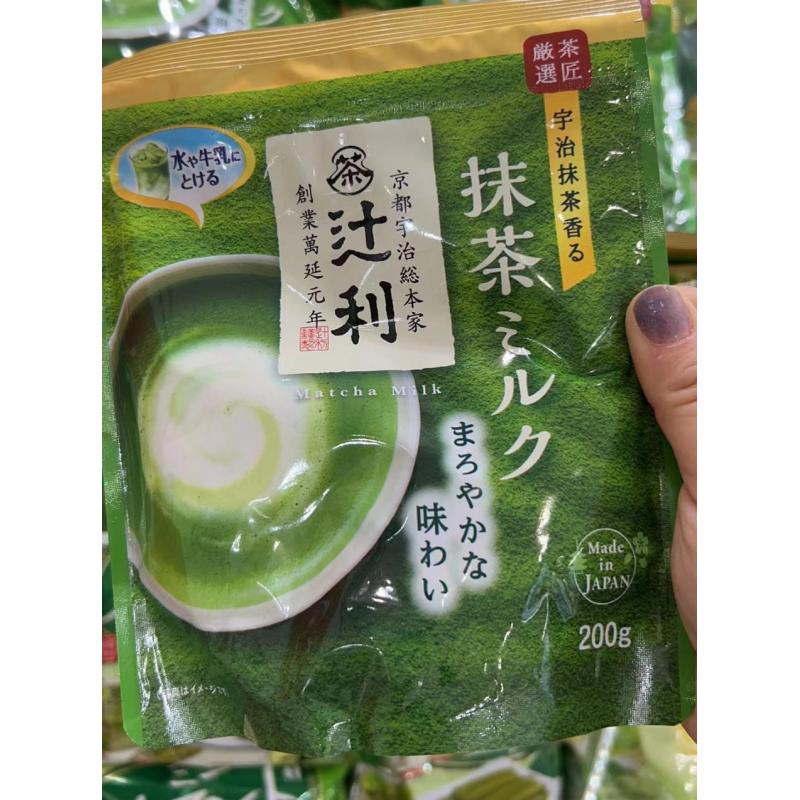 茶匠
厳選
宇治抹茶香る
抹茶ミルク
水や牛乳に
とける
茶
京都宇治総本家
辻利
創業萬延元年
Matcha Milk
まろやかな
味わい
Made
in
JAPAN
200g